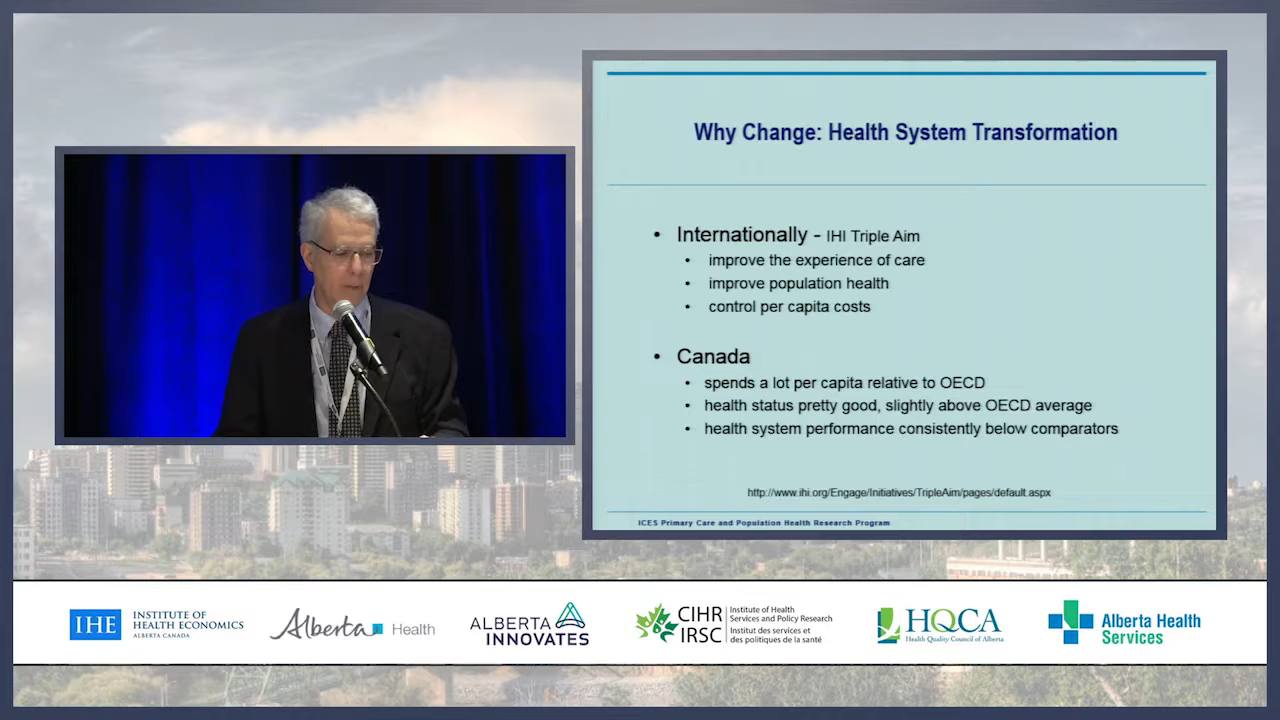 Why Change: Health System Transformation
• Internationally - IHI Triple Aim
• improve the experience of care
• improve population health
• control per capita costs
• Canada
• spends a lot per capita relative to OECD
• health status pretty good, slightly above OECD average
• health system performance consistently below comparators
http://www.ihi.org/Engage/Initiatives/TripleAim/pages/default.aspx
ICES Primary Care and Population Health Research Program
IHE
INSTITUTE OF
HEALTH ECONOMICS
ALBERTA CANADA
Alberta Health
ALBERTA
INNOVATES
CIHR
IRSC
Institute of Health
Services and Policy Research
Institut des services et
des politiques de la santé
HQCA
Health Quality Council of Alberta
Alberta Health
Services